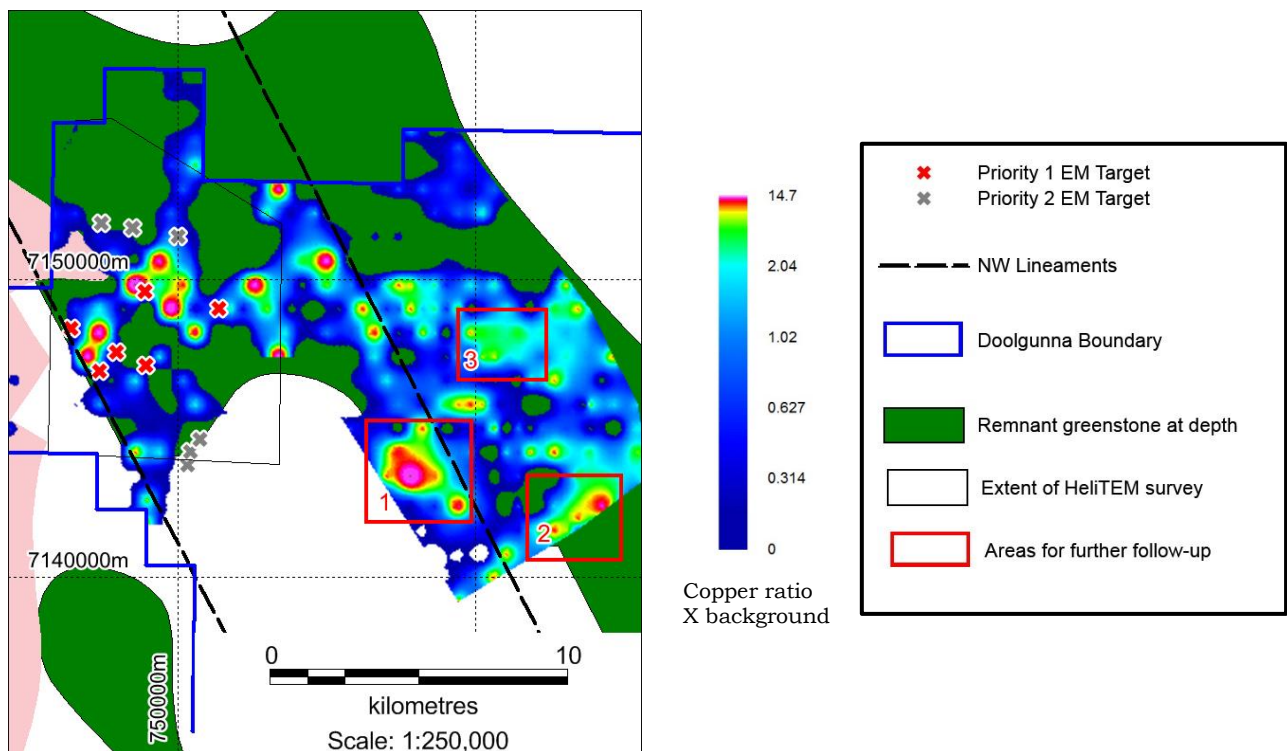 7150000m
7140000m
750000m
1
2
3
0 10
kilometres
Scale: 1:250,000
14.7
2.04
1.02
0.627
0.314
0
Copper ratio
X background
Priority 1 EM Target
Priority 2 EM Target
NW Lineaments
Doolgunna Boundary
Remnant greenstone at depth
Extent of HeliTEM survey
Areas for further follow-up